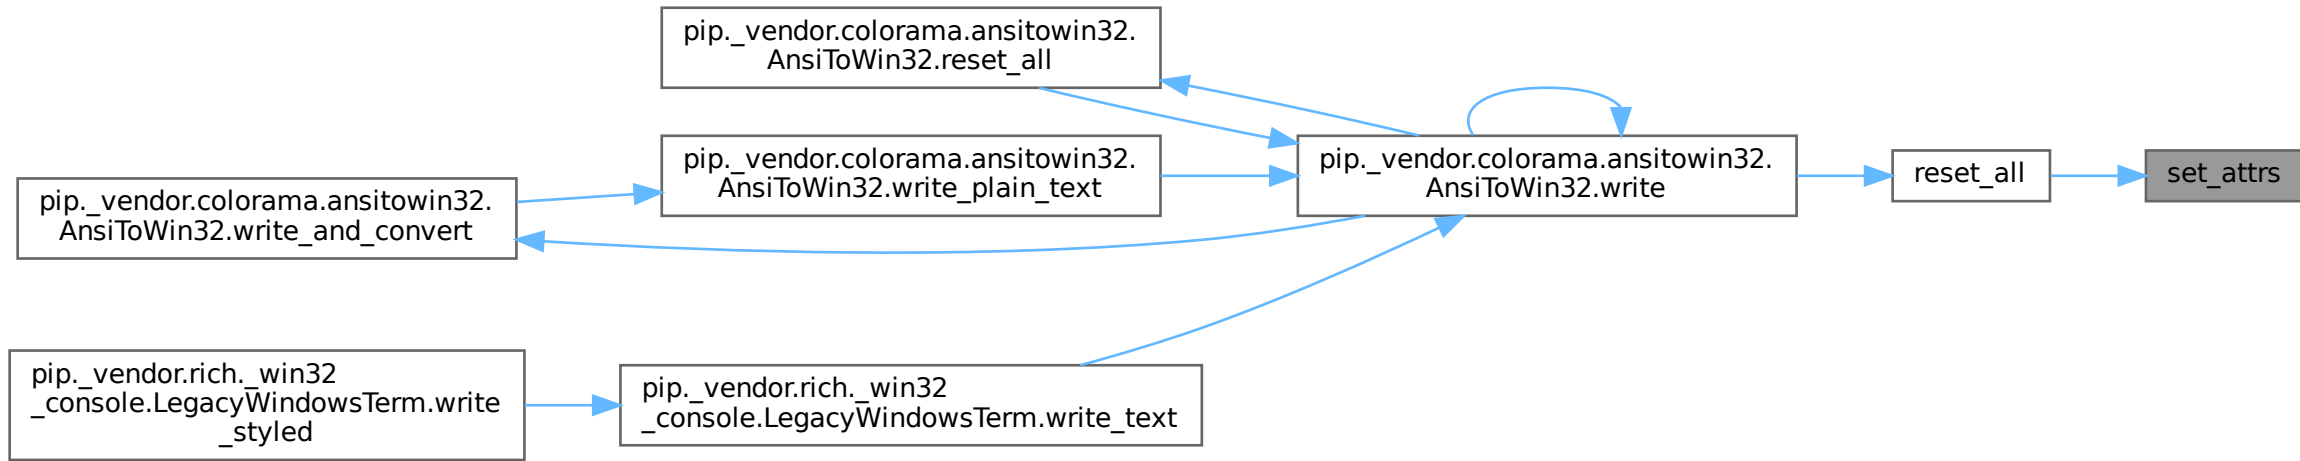 pip._vendor.colorama.ansitowin32.
AnsiToWin32.reset_all
pip._vendor.colorama.ansitowin32.
AnsiToWin32.write_plain_text
pip._vendor.colorama.ansitowin32.
AnsiToWin32.write
reset_all
set_attrs
pip._vendor.colorama.ansitowin32.
AnsiToWin32.write_and_convert
pip._vendor.rich._win32
_console.LegacyWindowsTerm.write
_styled
pip._vendor.rich._win32
_console.LegacyWindowsTerm.write_text